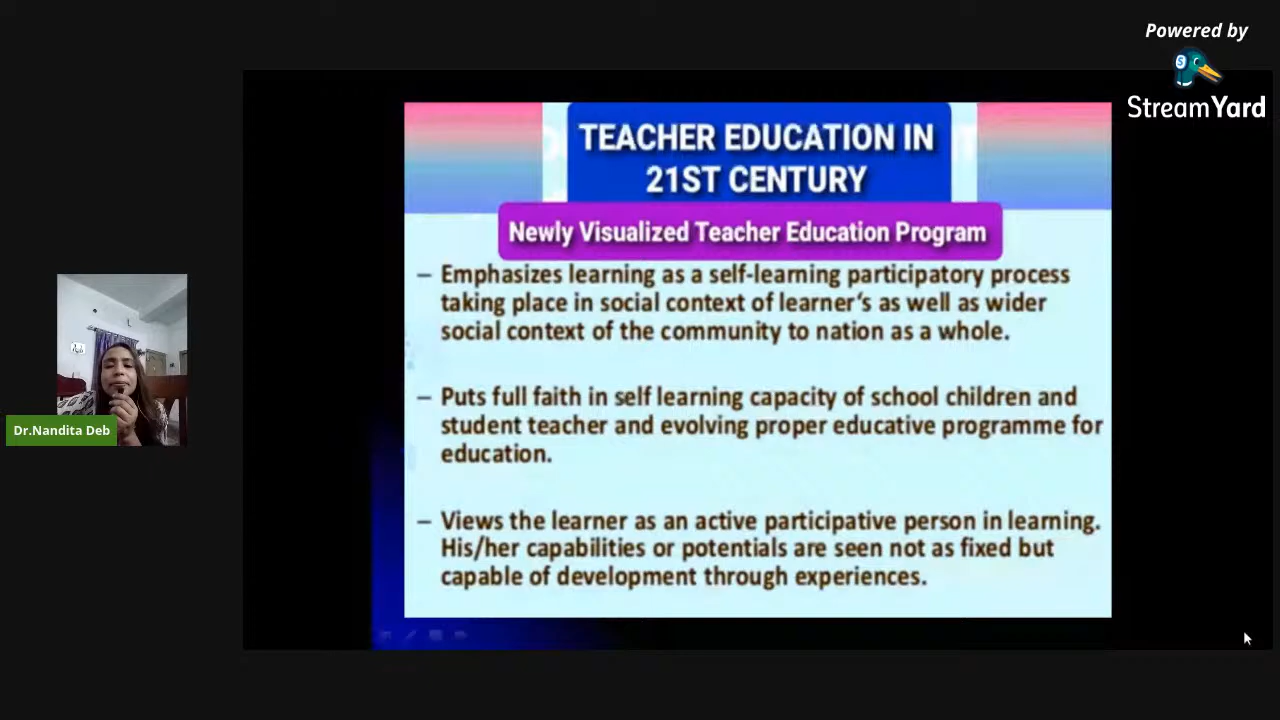 Powered by
StreamYard
TEACHER EDUCATION IN
21ST CENTURY
Newly Visualized Teacher Education Program
– Emphasizes learning as a self-learning participatory process
taking place in social context of learner‘s as well as wider
social context of the community to nation as a whole.
– Puts full faith in self learning capacity of school children and
student teacher and evolving proper educative programme for
education.
– Views the learner as an active participative person in learning.
His/her capabilities or potentials are seen not as fixed but
capable of development through experiences.
Dr.Nandita Deb